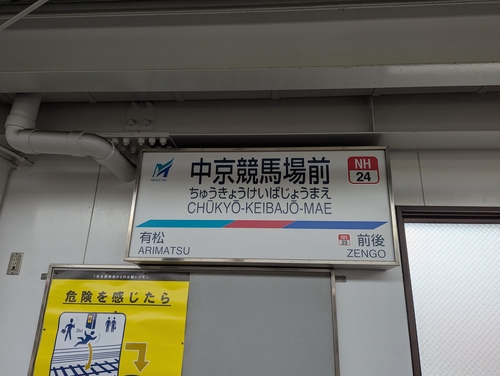 中京競馬場前
NH
24
ちゅうきょうけいばじょうまえ
CHŪKYŌ-KEIBAJŌ-MAE
有松
ARIMATSU
NH
23
前後
ZENGO
危険を感じたら